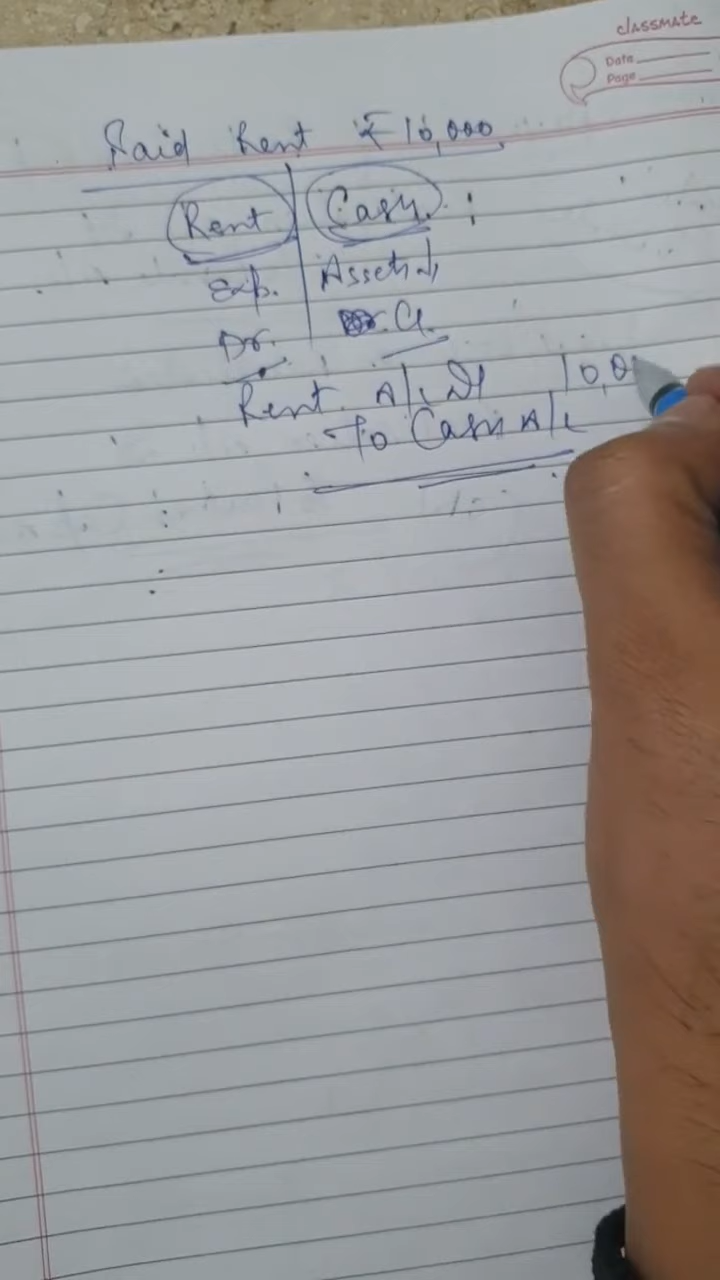 classmate
Date
Page
Paid Rent ₹ 10,000
Rent Cash
Exp. Asset ↓
Dr. Cr.
Rent A/c Dr 10,0
To Cash A/c